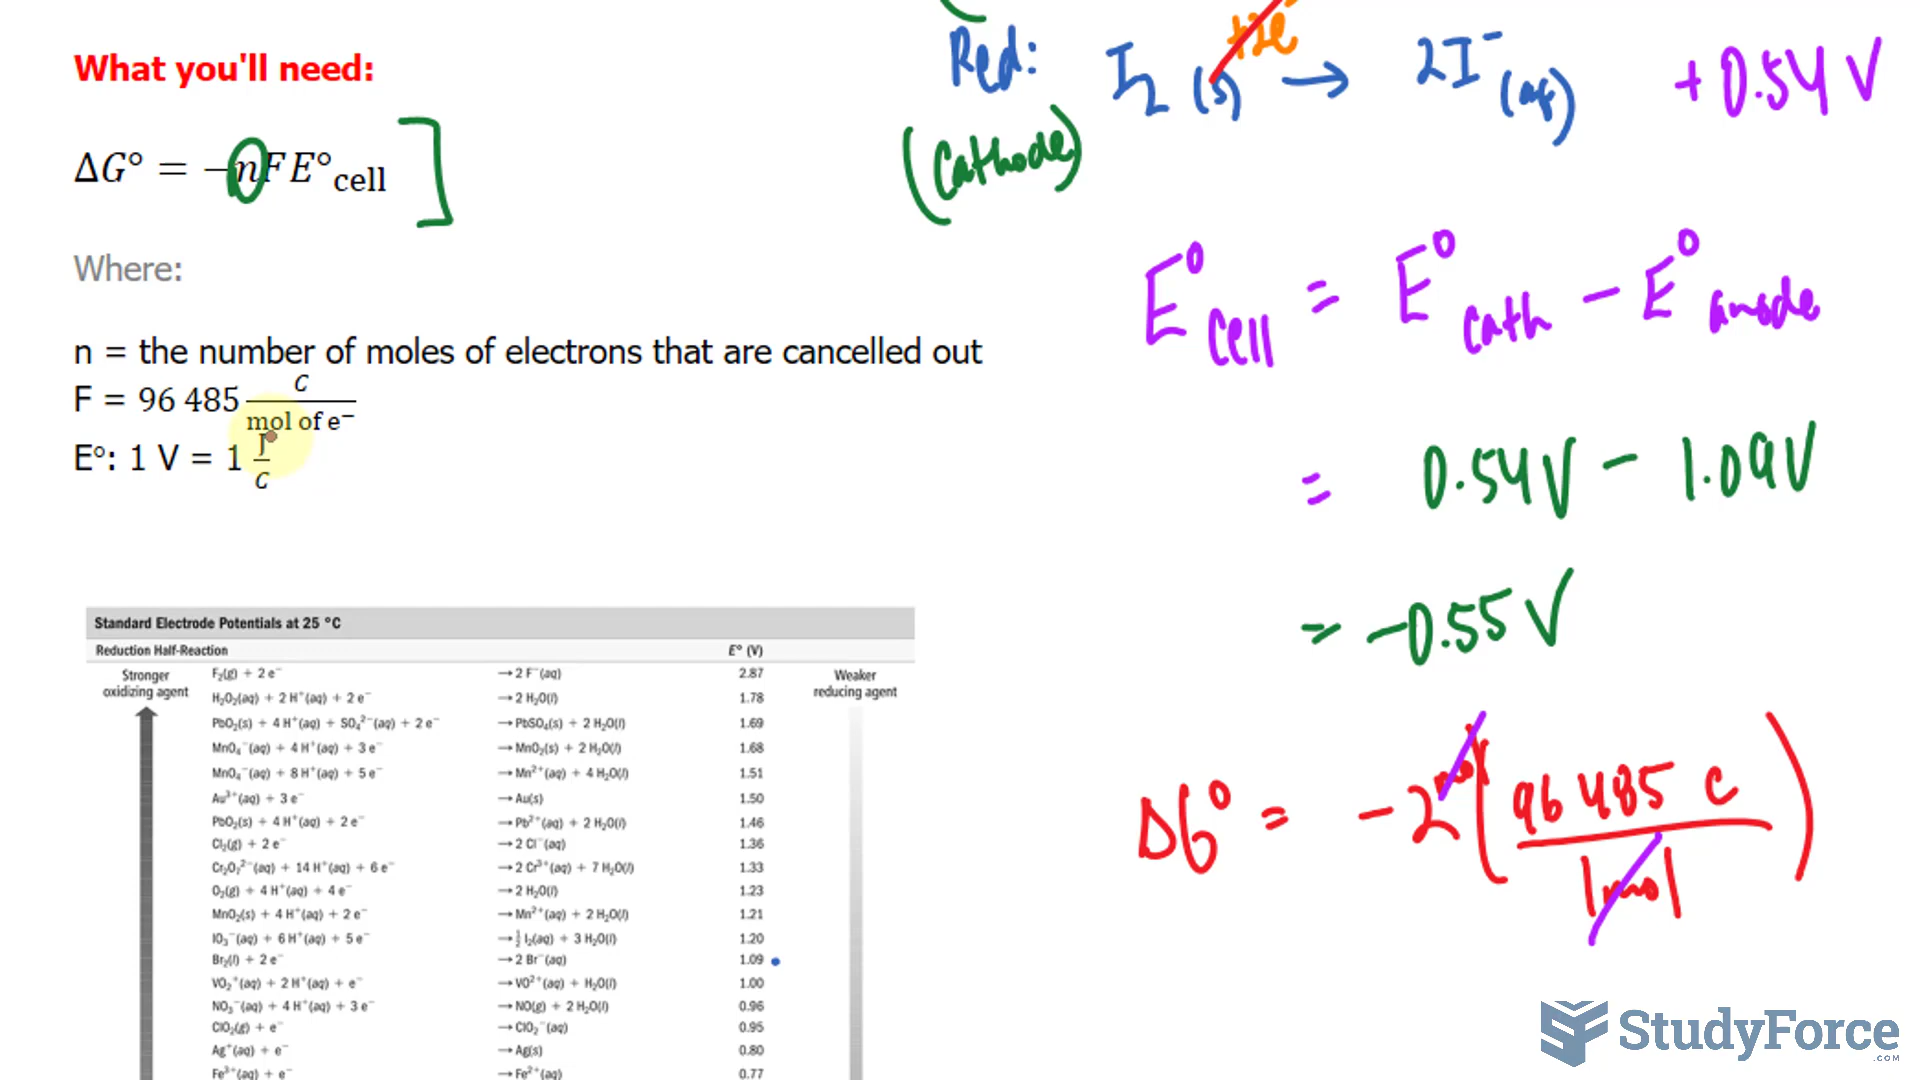 What you'll need:
ΔG° = −nFE°cell
Where:
n = the number of moles of electrons that are cancelled out
F = 96 485 C / mol of e⁻
E°: 1 V = 1 J/C
Red: I₂ (s) +2e → 2I⁻ (aq) +0.54 V
(Cathode)
E°cell = E°cath − E°anode
= 0.54V − 1.09V
= −0.55 V
ΔG° = −2 mol (96 485 C / 1 mol)
Standard Electrode Potentials at 25 °C
Reduction Half-Reaction E° (V)
Stronger oxidizing agent
Weaker reducing agent
F₂(g) + 2 e⁻ → 2 F⁻(aq) 2.87
H₂O₂(aq) + 2 H⁺(aq) + 2 e⁻ → 2 H₂O(l) 1.78
PbO₂(s) + 4 H⁺(aq) + SO₄²⁻(aq) + 2 e⁻ → PbSO₄(s) + 2 H₂O(l) 1.69
MnO₄⁻(aq) + 4 H⁺(aq) + 3 e⁻ → MnO₂(s) + 2 H₂O(l) 1.68
MnO₄⁻(aq) + 8 H⁺(aq) + 5 e⁻ → Mn²⁺(aq) + 4 H₂O(l) 1.51
Au³⁺(aq) + 3 e⁻ → Au(s) 1.50
PbO₂(s) + 4 H⁺(aq) + 2 e⁻ → Pb²⁺(aq) + 2 H₂O(l) 1.46
Cl₂(g) + 2 e⁻ → 2 Cl⁻(aq) 1.36
Cr₂O₇²⁻(aq) + 14 H⁺(aq) + 6 e⁻ → 2 Cr³⁺(aq) + 7 H₂O(l) 1.33
O₂(g) + 4 H⁺(aq) + 4 e⁻ → 2 H₂O(l) 1.23
MnO₂(s) + 4 H⁺(aq) + 2 e⁻ → Mn²⁺(aq) + 2 H₂O(l) 1.21
IO₃⁻(aq) + 6 H⁺(aq) + 5 e⁻ → ½ I₂(aq) + 3 H₂O(l) 1.20
Br₂(l) + 2 e⁻ → 2 Br⁻(aq) 1.09
VO₂⁺(aq) + 2 H⁺(aq) + e⁻ → VO²⁺(aq) + H₂O(l) 1.00
NO₃⁻(aq) + 4 H⁺(aq) + 3 e⁻ → NO(g) + 2 H₂O(l) 0.96
ClO₂(g) + e⁻ → ClO₂⁻(aq) 0.95
Ag⁺(aq) + e⁻ → Ag(s) 0.80
Fe³⁺(aq) + e⁻ → Fe²⁺(aq) 0.77
StudyForce
.COM